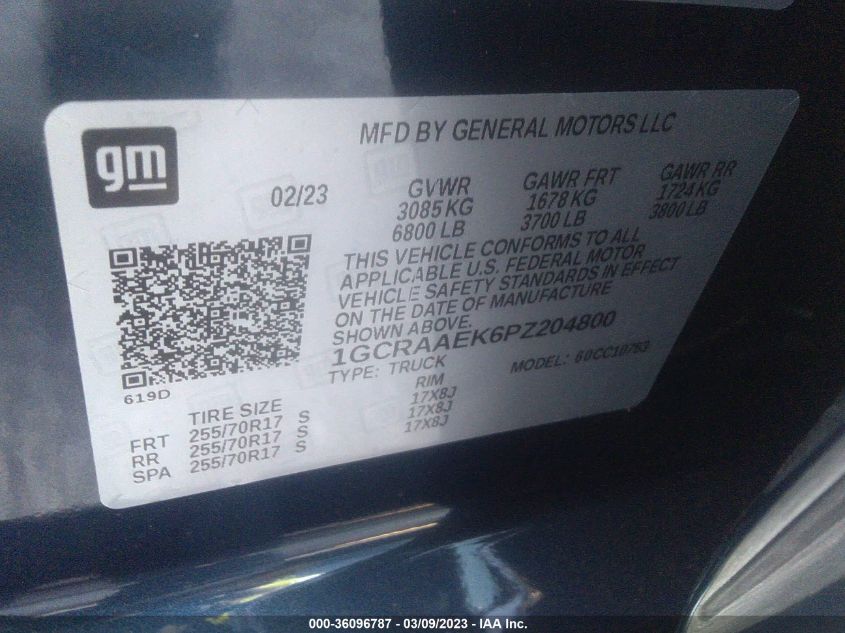 gm
MFD BY GENERAL MOTORS LLC
02/23
GVWR GAWR FRT GAWR RR
3085 KG 1678 KG 1724 KG
6800 LB 3700 LB 3800 LB
THIS VEHICLE CONFORMS TO ALL
APPLICABLE U.S. FEDERAL MOTOR
VEHICLE SAFETY STANDARDS IN EFFECT
ON THE DATE OF MANUFACTURE
SHOWN ABOVE.
1GCRAAEK6PZ204800
TYPE: TRUCK MODEL:
619D
TIRE SIZE RIM
FRT 255/70R17 S 17X8J
RR 255/70R17 S 17X8J
SPA 255/70R17 S 17X8J
000-36096787 - 03/09/2023 - IAA Inc.